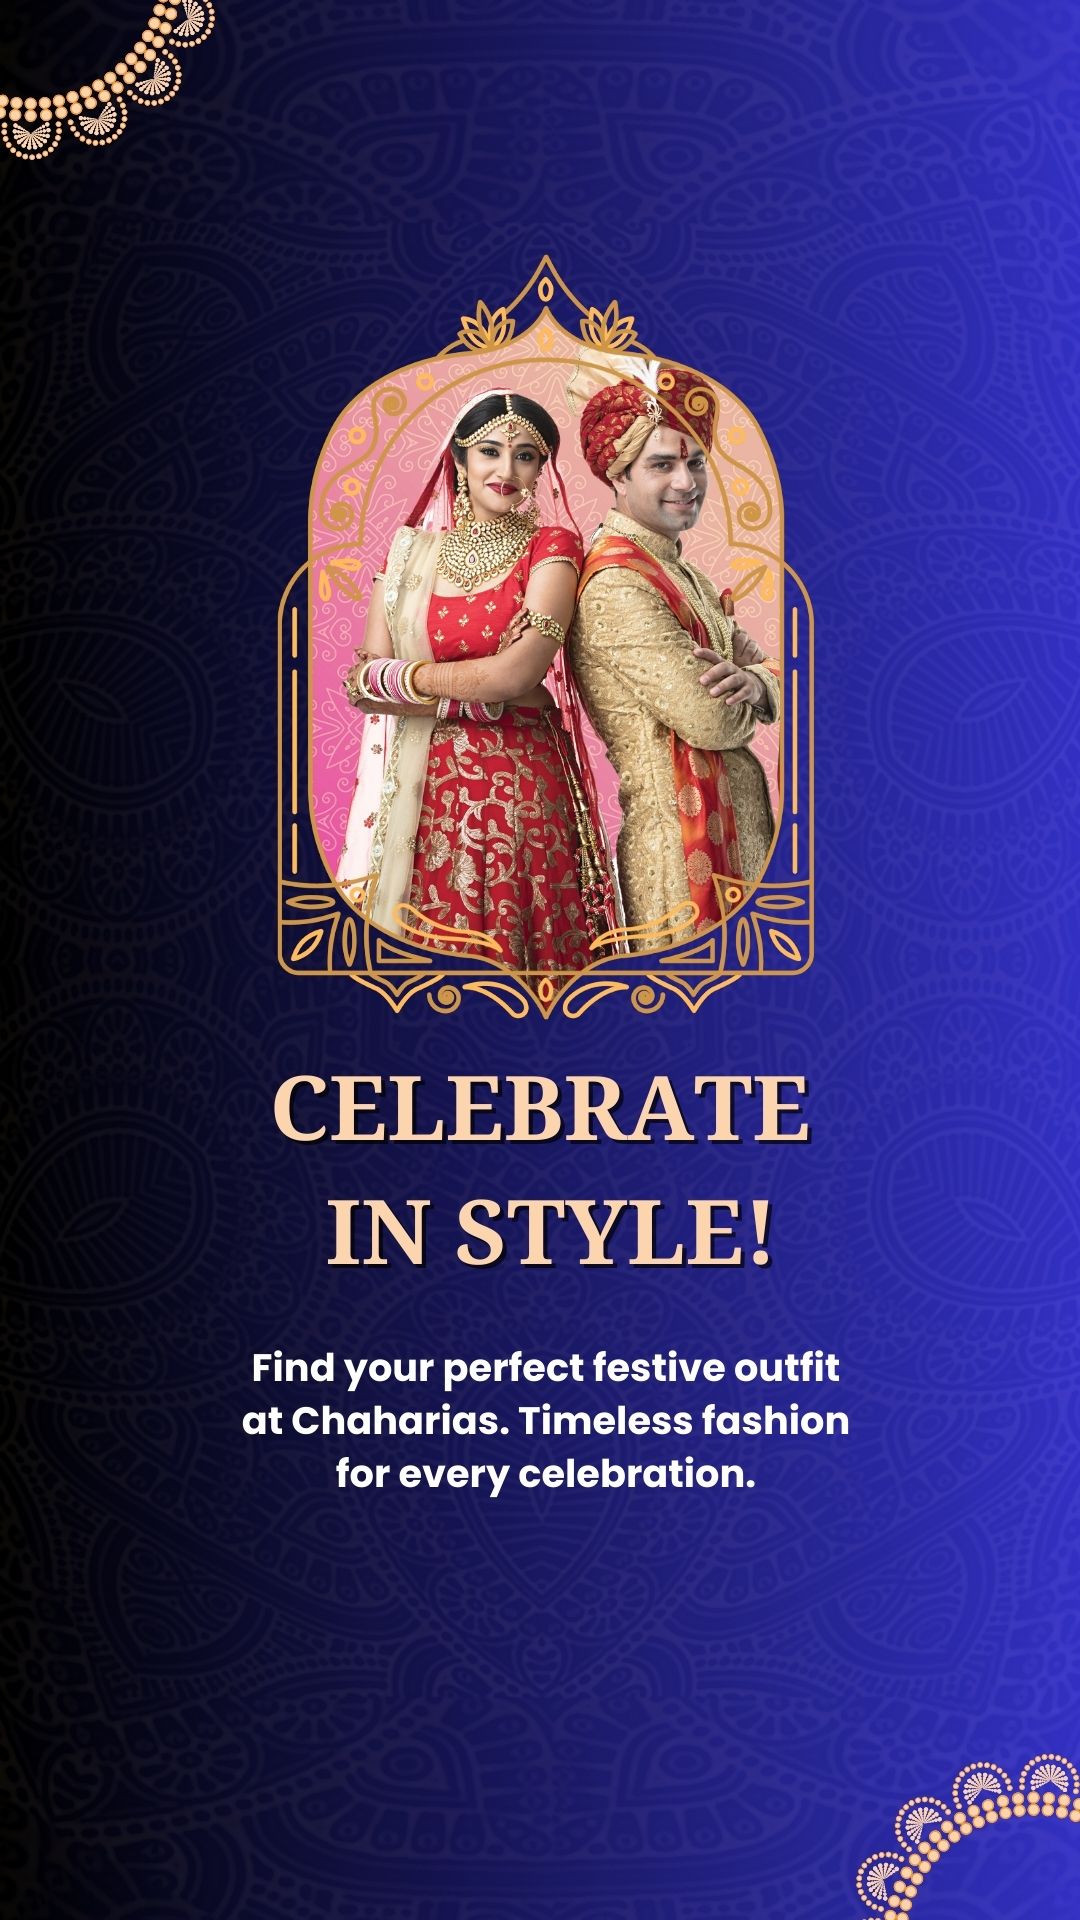 CELEBRATE
IN STYLE!
Find your perfect festive outfit
at Chaharias. Timeless fashion
for every celebration.